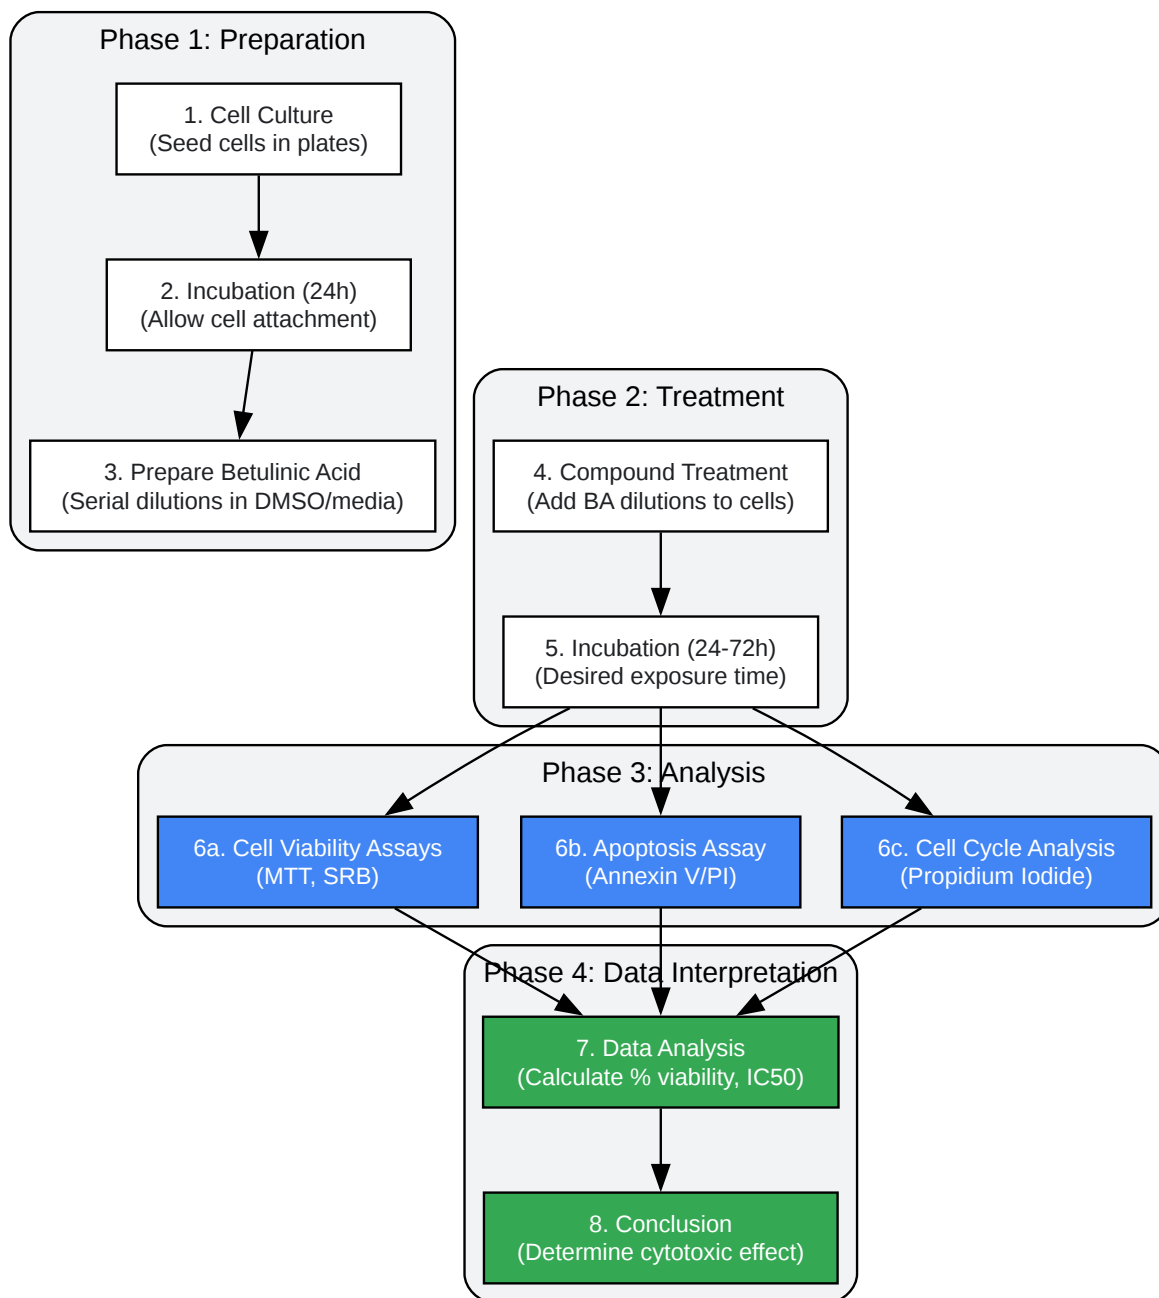 Phase 1: Preparation
1. Cell Culture
(Seed cells in plates)
2. Incubation (24h)
(Allow cell attachment)
3. Prepare Betulinic Acid
(Serial dilutions in DMSO/media)
Phase 2: Treatment
4. Compound Treatment
(Add BA dilutions to cells)
5. Incubation (24-72h)
(Desired exposure time)
Phase 3: Analysis
6a. Cell Viability Assays
(MTT, SRB)
6b. Apoptosis Assay
(Annexin V/PI)
6c. Cell Cycle Analysis
(Propidium Iodide)
Phase 4: Data Interpretation
7. Data Analysis
(Calculate % viability, IC50)
8. Conclusion
(Determine cytotoxic effect)